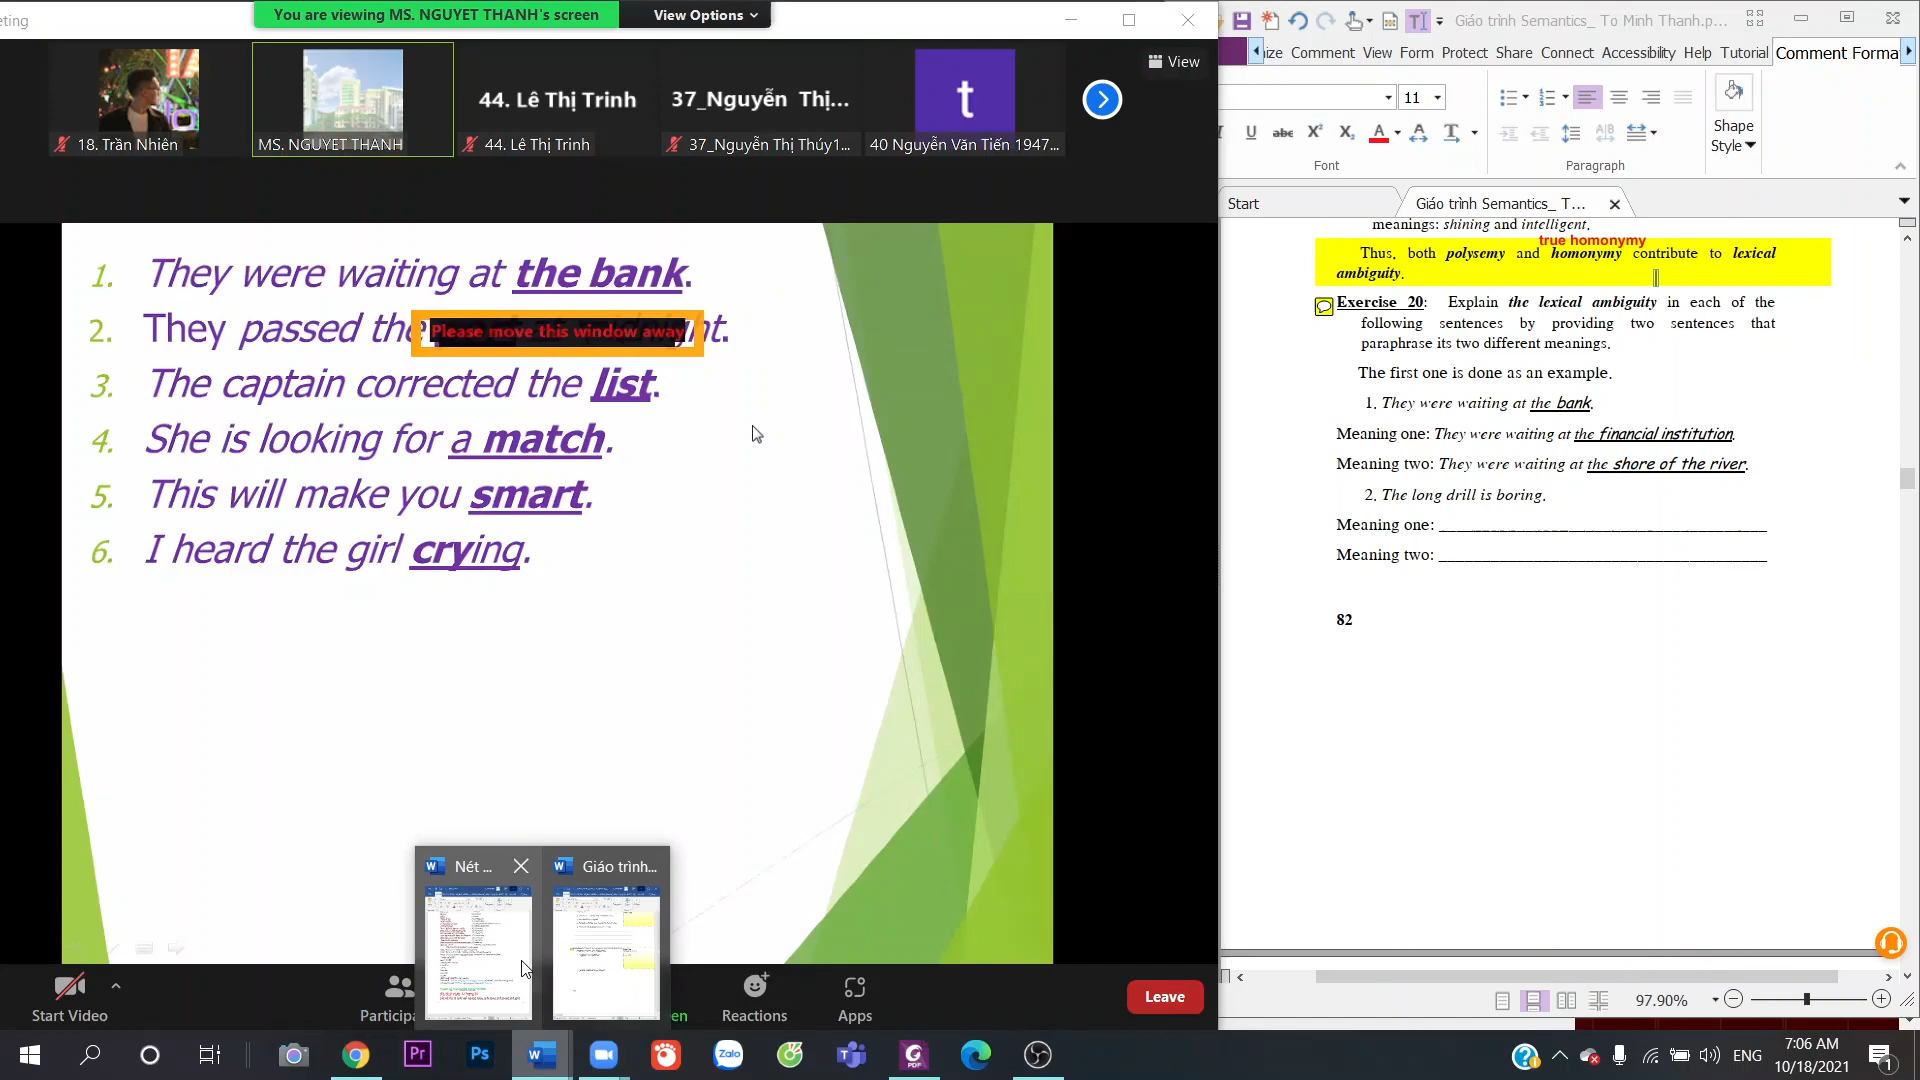 eting
You are viewing MS. NGUYET THANH's screen
View Options
View
18. Trần Nhiên
MS. NGUYET THANH
44. Lê Thị Trinh
44. Lê Thị Trinh
37_Nguyễn Thị...
37_Nguyễn Thị Thúy1...
t
40 Nguyễn Văn Tiến 1947...
1. They were waiting at the bank.
2. They passed the
Please move this window away
3. The captain corrected the list.
4. She is looking for a match.
5. This will make you smart.
6. I heard the girl crying.
Nét ...
Giáo trình...
Start Video
Participa
en
Reactions
Apps
Leave
Giáo trình Semantics_ To Minh Thanh.p...
ize Comment View Form Protect Share Connect Accessibility Help Tutorial Comment Forma
11
Shape
Style
Font
Paragraph
Start
Giáo trình Semantics_ T...
meanings: shining and intelligent.
true homonymy
Thus, both polysemy and homonymy contribute to lexical
ambiguity.
Exercise 20: Explain the lexical ambiguity in each of the
following sentences by providing two sentences that
paraphrase its two different meanings.
The first one is done as an example.
1. They were waiting at the bank.
Meaning one: They were waiting at the financial institution.
Meaning two: They were waiting at the shore of the river.
2. The long drill is boring.
Meaning one:
Meaning two:
82
97.90%
Pr
Ps
Zalo
ENG
7:06 AM
10/18/2021
1